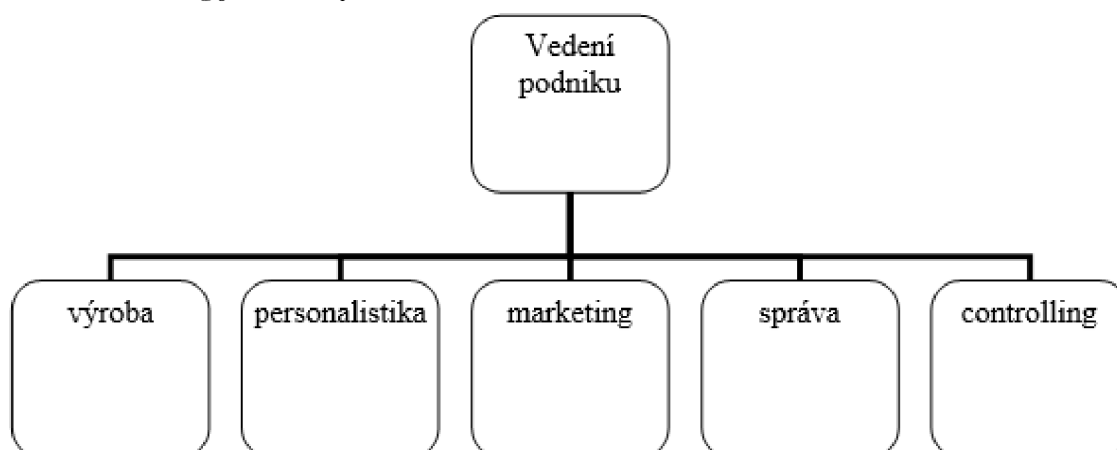 Vedení
podniku
výroba
personalistika
marketing
správa
controlling